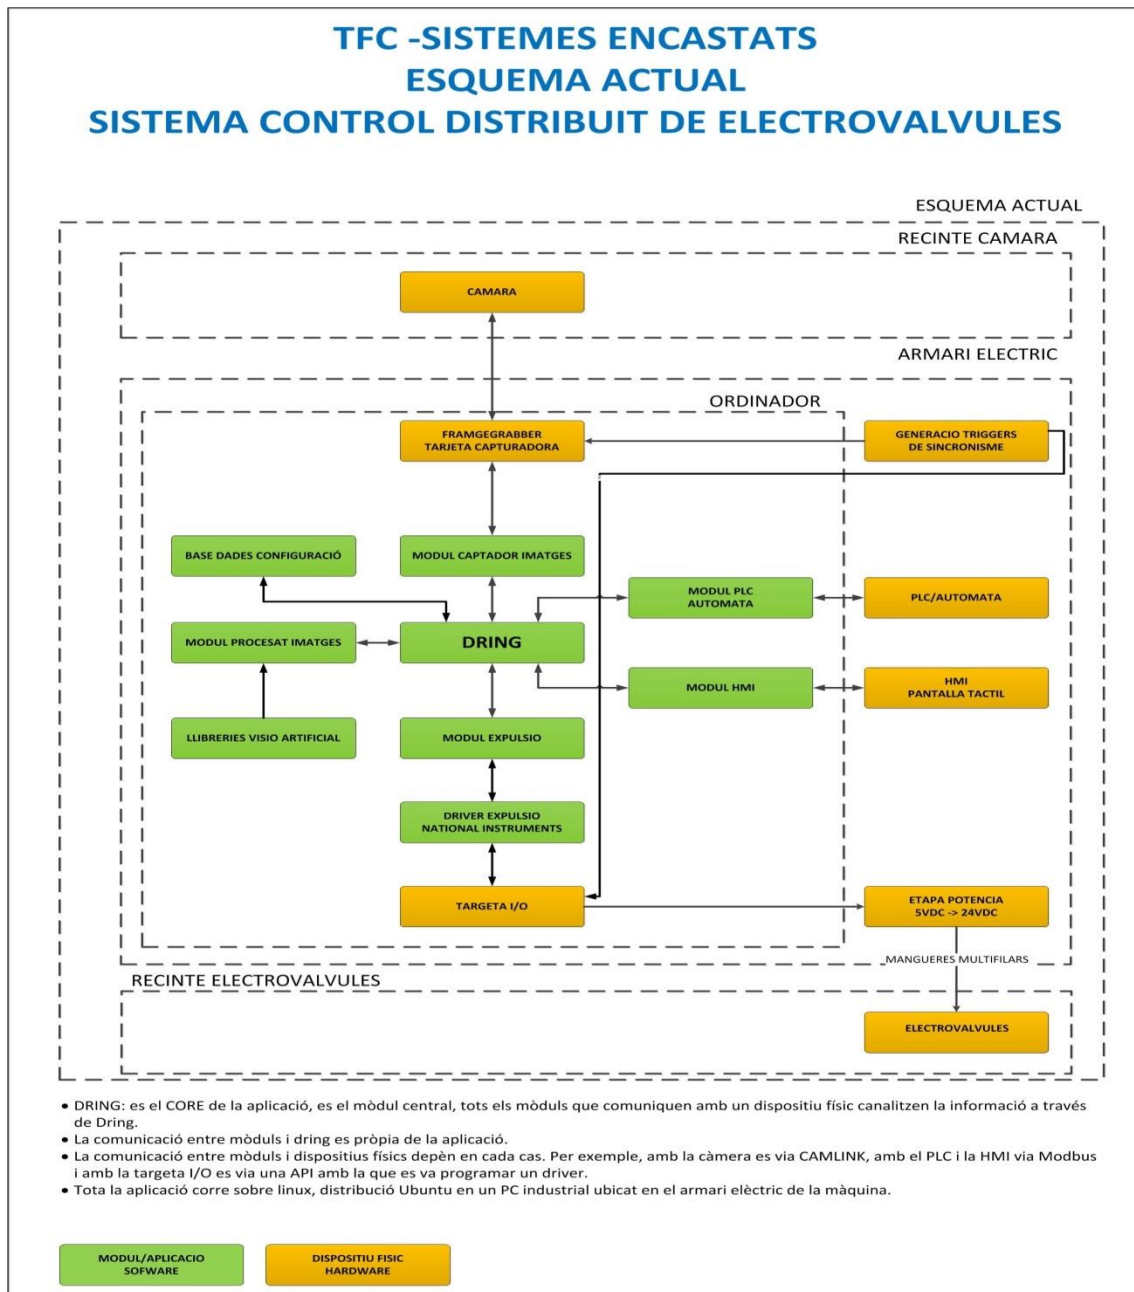 TFC -SISTEMES ENCASTATS
ESQUEMA ACTUAL
SISTEMA CONTROL DISTRIBUIT DE ELECTROVALVULES
ESQUEMA ACTUAL
RECINTE CAMARA
CAMARA
ARMARI ELECTRIC
ORDINADOR
FRAMGEGRABBER
TARJETA CAPTURADORA
GENERACIO TRIGGERS
DE SINCRONISME
BASE DADES CONFIGURACIÓ
MODUL CAPTADOR IMATGES
MODUL PLC
AUTOMATA
PLC/AUTOMATA
MODUL PROCESAT IMATGES
DRING
MODUL HMI
HMI
PANTALLA TACTIL
LLIBRERIES VISIO ARTIFICIAL
MODUL EXPULSIO
DRIVER EXPULSIO
NATIONAL INSTRUMENTS
TARGETA I/O
ETAPA POTENCIA
5VDC -> 24VDC
MANGUERES MULTIFILARS
RECINTE ELECTROVALVULES
ELECTROVALVULES
• DRING: es el CORE de la aplicació, es el mòdul central, tots els mòduls que comuniquen amb un dispositiu físic canalitzen la informació a través
de Dring.
• La comunicació entre mòduls i dring es pròpia de la aplicació.
• La comunicació entre mòduls i dispositius físics depèn en cada cas. Per exemple, amb la càmera es via CAMLINK, amb el PLC i la HMI via Modbus
i amb la targeta I/O es via una API amb la que es va programar un driver.
• Tota la aplicació corre sobre linux, distribució Ubuntu en un PC industrial ubicat en el armari elèctric de la màquina.
MODUL/APLICACIO
SOFWARE
DISPOSITIU FISIC
HARDWARE